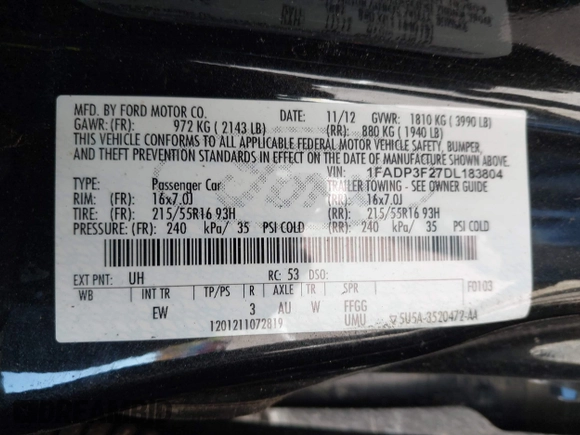 MFD. BY FORD MOTOR CO. DATE: 11/12 GVWR: 1810 KG ( 3990 LB)
GAWR: (FR): 972 KG ( 2143 LB) (RR): 880 KG ( 1940 LB)
THIS VEHICLE CONFORMS TO ALL APPLICABLE FEDERAL MOTOR VEHICLE SAFETY, BUMPER,
AND THEFT PREVENTION STANDARDS IN EFFECT ON THE DATE OF MANUFACTURE SHOWN ABOVE.
VIN: 1FADP3F27DL183804
TYPE: Passenger Car TRAILER TOWING - SEE OWNER GUIDE
RIM: (FR): 16x7.0J (RR): 16x7.0J
TIRE: (FR): 215/55R16 93H (RR): 215/55R16 93H
PRESSURE: (FR): 240 kPa/ 35 PSI COLD (RR): 240 kPa/ 35 PSI COLD
EXT PNT: UH RC: 53 DSO: F0103
WB INT TR TP/PS R AXLE TR SPR
EW 3 AU W FFGG
1201211072819 UMU 5U5A-3520472-AA